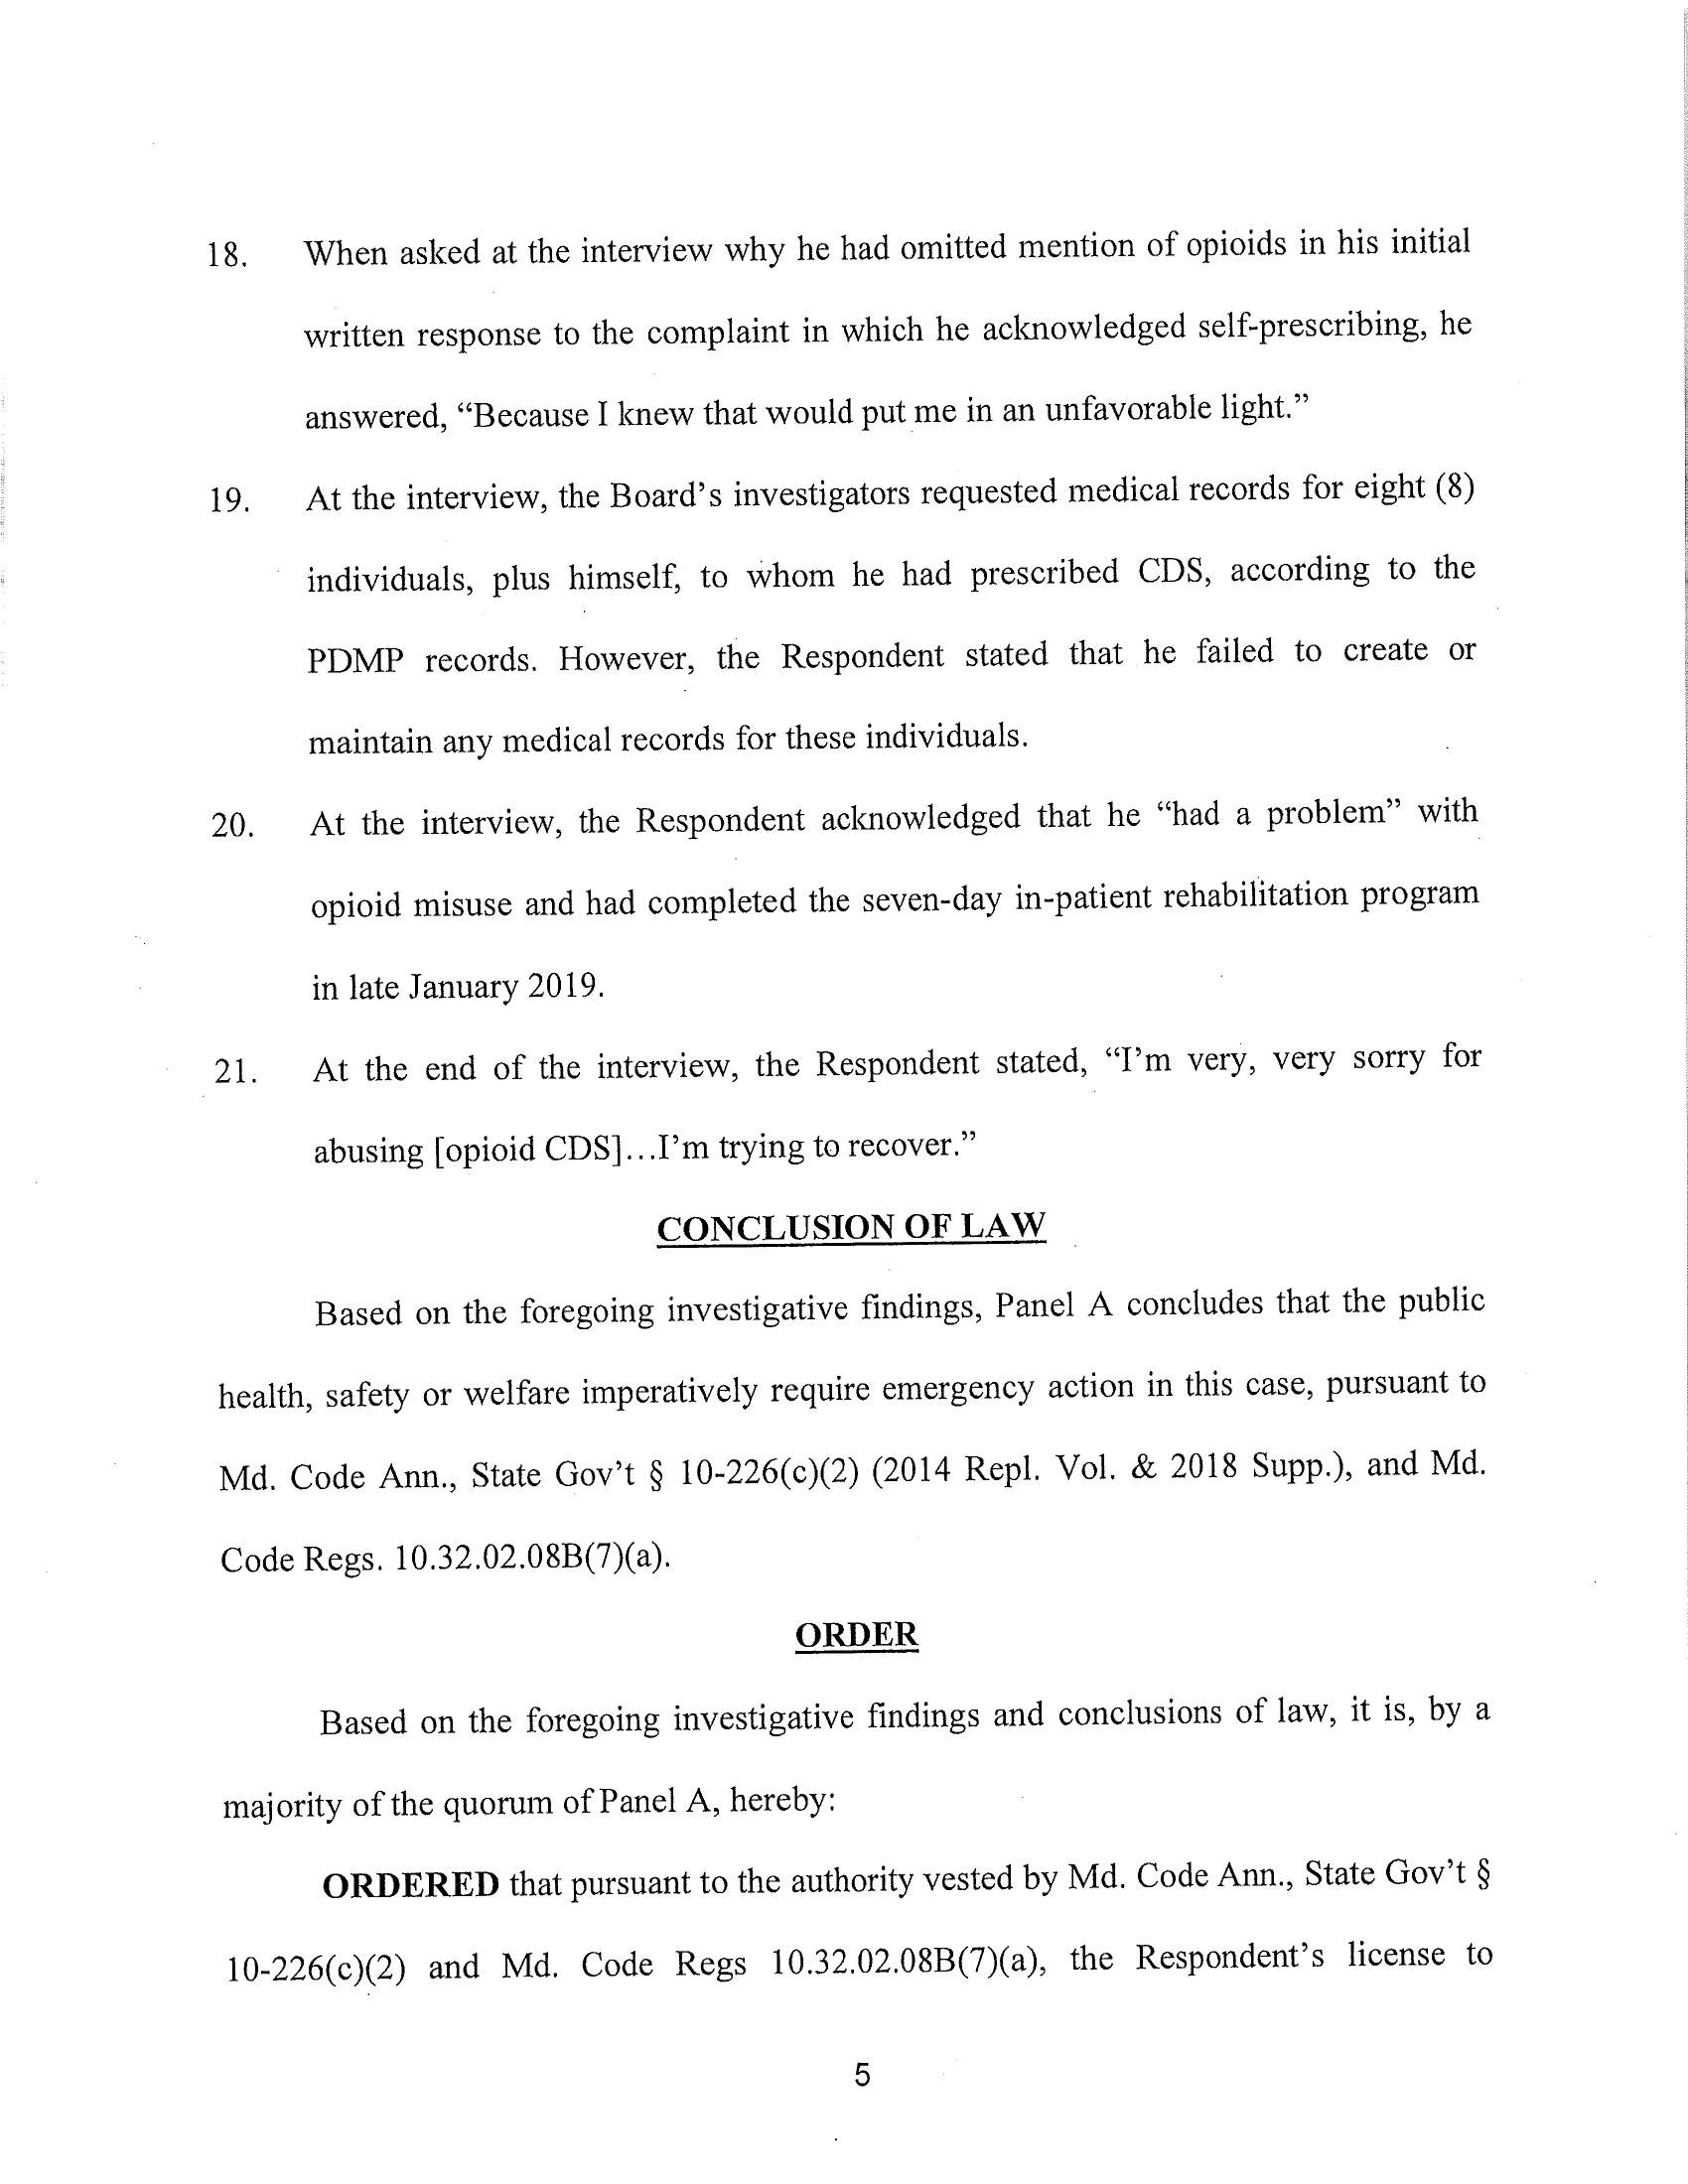 18. When asked at the interview why he had omitted mention of opioids in his initial
written response to the complaint in which he acknowledged self-prescribing, he
answered, “Because I knew that would put me in an unfavorable light.”
19. At the interview, the Board’s investigators requested medical records for eight (8)
individuals, plus himself, to whom he had prescribed CDS, according to the
PDMP records. However, the Respondent stated that he failed to create or
maintain any medical records for these individuals.
20. At the interview, the Respondent acknowledged that he “had a problem” with
opioid misuse and had completed the seven-day in-patient rehabilitation program
in late January 2019.
21. At the end of the interview, the Respondent stated, “I’m very, very sorry for
abusing [opioid CDS]…I’m trying to recover.”
CONCLUSION OF LAW
Based on the foregoing investigative findings, Panel A concludes that the public
health, safety or welfare imperatively require emergency action in this case, pursuant to
Md. Code Ann., State Gov’t § 10-226(c)(2) (2014 Repl. Vol. & 2018 Supp.), and Md.
Code Regs. 10.32.02.08B(7)(a).
ORDER
Based on the foregoing investigative findings and conclusions of law, it is, by a
majority of the quorum of Panel A, hereby:
ORDERED that pursuant to the authority vested by Md. Code Ann., State Gov’t §
10-226(c)(2) and Md. Code Regs 10.32.02.08B(7)(a), the Respondent’s license to
5